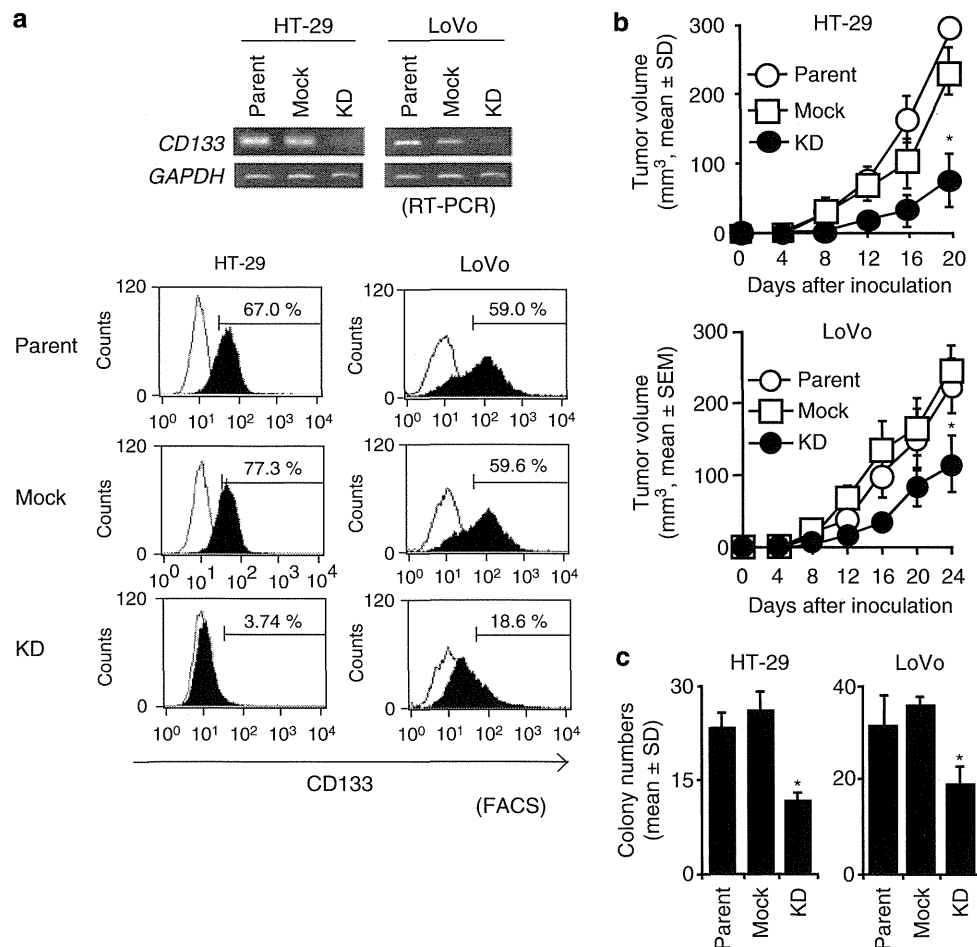 a
HT-29 LoVo
Parent Mock KD Parent Mock KD
CD133
GAPDH
(RT-PCR)
HT-29 LoVo
Parent
120
Counts
0
67.0 %
10⁰ 10¹ 10² 10³ 10⁴
120
Counts
0
59.0 %
10⁰ 10¹ 10² 10³ 10⁴
Mock
120
Counts
0
77.3 %
10⁰ 10¹ 10² 10³ 10⁴
120
Counts
0
59.6 %
10⁰ 10¹ 10² 10³ 10⁴
KD
120
Counts
0
3.74 %
10⁰ 10¹ 10² 10³ 10⁴
120
Counts
0
18.6 %
10⁰ 10¹ 10² 10³ 10⁴
CD133
(FACS)
b
HT-29
Tumor volume
(mm³, mean ± SD)
300
200
100
0
Parent
Mock
KD
*
0 4 8 12 16 20
Days after inoculation
LoVo
Tumor volume
(mm³, mean ± SEM)
300
200
100
0
Parent
Mock
KD
*
0 4 8 12 16 20 24
Days after inoculation
c
HT-29
Colony numbers
(mean ± SD)
30
15
0
*
Parent Mock KD
LoVo
40
20
0
*
Parent Mock KD